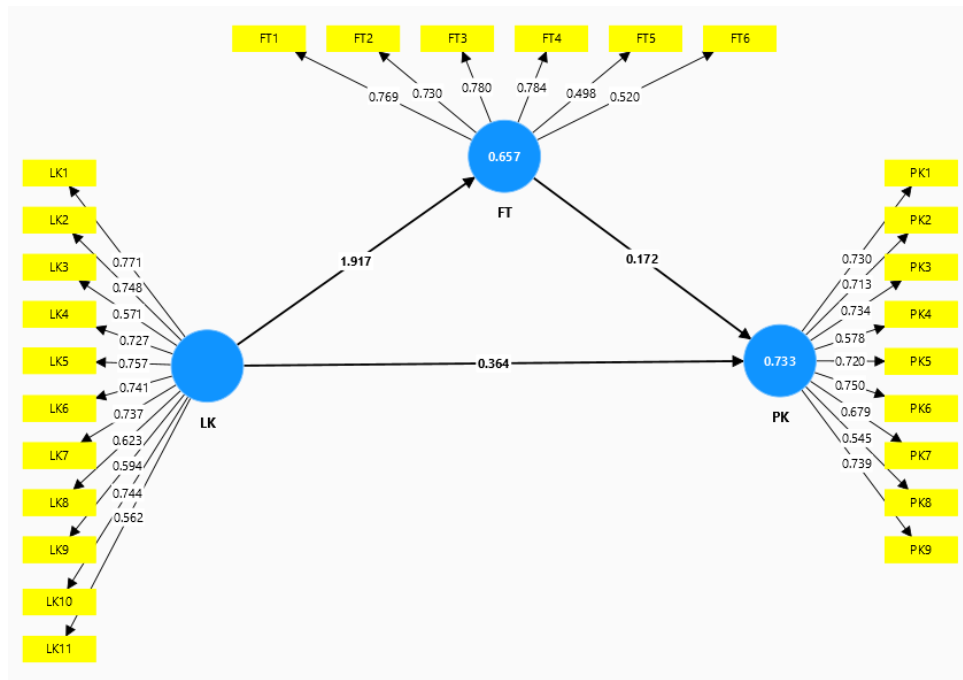 FT1 FT2 FT3 FT4 FT5 FT6
0.769 0.730 0.780 0.784 0.498 0.520
0.657
FT
LK1
LK2
LK3
LK4
LK5
LK6
LK7
LK8
LK9
LK10
LK11
0.771
0.748
0.571
0.727
0.757
0.741
0.737
0.623
0.594
0.744
0.562
LK
1.917
0.172
0.364
0.733
PK
0.730
0.713
0.734
0.578
0.720
0.750
0.679
0.545
0.739
PK1
PK2
PK3
PK4
PK5
PK6
PK7
PK8
PK9